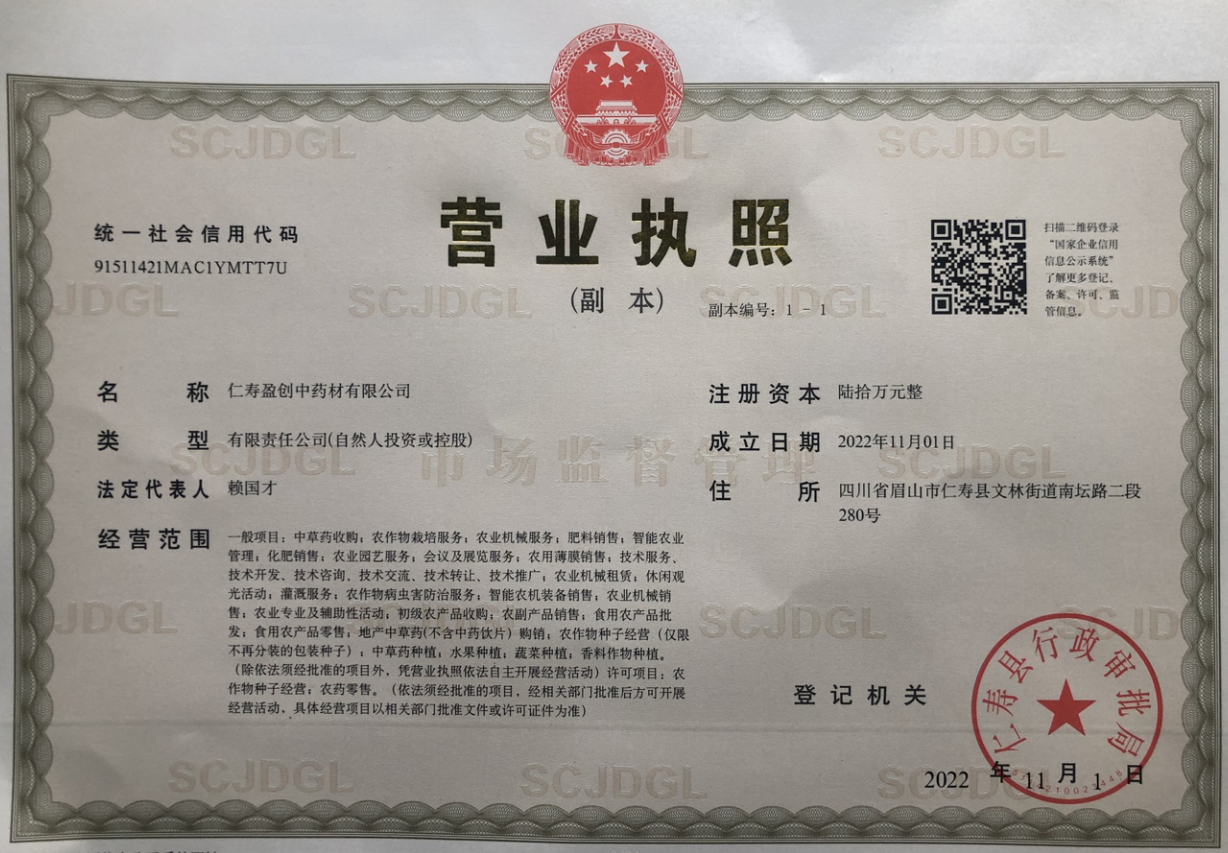 营业执照
（副 本）
副本编号：1 - 1
统一社会信用代码
91511421MAC1YMTT7U
扫描二维码登录
“国家企业信用
信息公示系统”
了解更多登记、
备案、许可、监
管信息。
名 称 仁寿盈创中药材有限公司
类 型 有限责任公司(自然人投资或控股)
法定代表人 赖国才
经营范围 一般项目：中草药收购；农作物栽培服务；农业机械服务；肥料销售；智能农业
管理；化肥销售；农业园艺服务；会议及展览服务；农用薄膜销售；技术服务、
技术开发、技术咨询、技术交流、技术转让、技术推广；农业机械租赁；休闲观
光活动；灌溉服务；农作物病虫害防治服务；智能农机装备销售；农业机械销
售；农业专业及辅助性活动；初级农产品收购；农副产品销售；食用农产品批
发；食用农产品零售；地产中草药(不含中药饮片）购销；农作物种子经营（仅限
不再分装的包装种子）；中草药种植；水果种植；蔬菜种植；香料作物种植。
（除依法须经批准的项目外，凭营业执照依法自主开展经营活动）许可项目：农
作物种子经营；农药零售。（依法须经批准的项目，经相关部门批准后方可开展
经营活动、具体经营项目以相关部门批准文件或许可证件为准）
注册资本 陆拾万元整
成立日期 2022年11月01日
住 所 四川省眉山市仁寿县文林街道南坛路二段
280号
登记机关
仁寿县行政审批局
2022 年 11 月 1 日
SCJDGL
市场监督管理